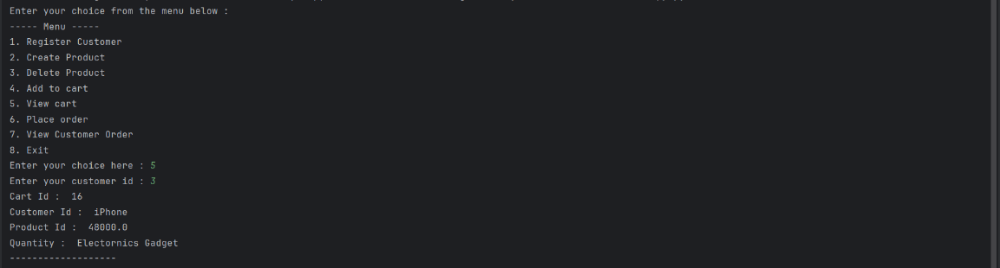 Enter your choice from the menu below :
----- Menu -----
1. Register Customer
2. Create Product
3. Delete Product
4. Add to cart
5. View cart
6. Place order
7. View Customer Order
8. Exit
Enter your choice here : 5
Enter your customer id : 3
Cart Id :  16
Customer Id :  iPhone
Product Id :  48000.0
Quantity :  Electornics Gadget
-------------------